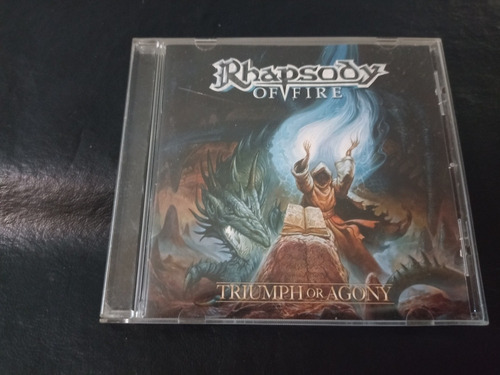 Rhapsody
OF FIRE
TRIUMPH OR AGONY